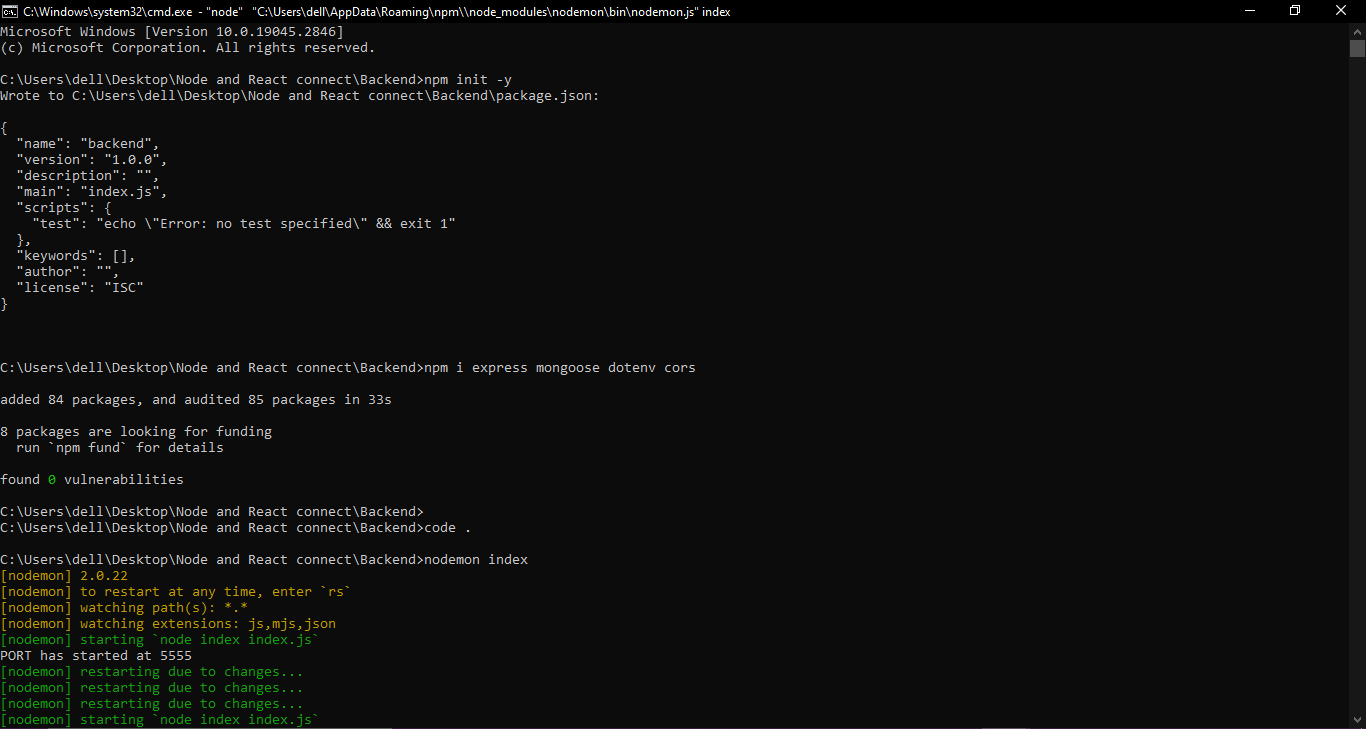 C:\Windows\system32\cmd.exe - "node" "C:\Users\dell\AppData\Roaming\npm\\node_modules\nodemon\bin\nodemon.js" index
Microsoft Windows [Version 10.0.19045.2846]
(c) Microsoft Corporation. All rights reserved.
C:\Users\dell\Desktop\Node and React connect\Backend>npm init -y
Wrote to C:\Users\dell\Desktop\Node and React connect\Backend\package.json:
{
  "name": "backend",
  "version": "1.0.0",
  "description": "",
  "main": "index.js",
  "scripts": {
    "test": "echo \"Error: no test specified\" && exit 1"
  },
  "keywords": [],
  "author": "",
  "license": "ISC"
}
C:\Users\dell\Desktop\Node and React connect\Backend>npm i express mongoose dotenv cors
added 84 packages, and audited 85 packages in 33s
8 packages are looking for funding
  run `npm fund` for details
found 0 vulnerabilities
C:\Users\dell\Desktop\Node and React connect\Backend>
C:\Users\dell\Desktop\Node and React connect\Backend>code .
C:\Users\dell\Desktop\Node and React connect\Backend>nodemon index
[nodemon] 2.0.22
[nodemon] to restart at any time, enter `rs`
[nodemon] watching path(s): *.*
[nodemon] watching extensions: js,mjs,json
[nodemon] starting `node index index.js`
PORT has started at 5555
[nodemon] restarting due to changes...
[nodemon] restarting due to changes...
[nodemon] restarting due to changes...
[nodemon] starting `node index index.js`